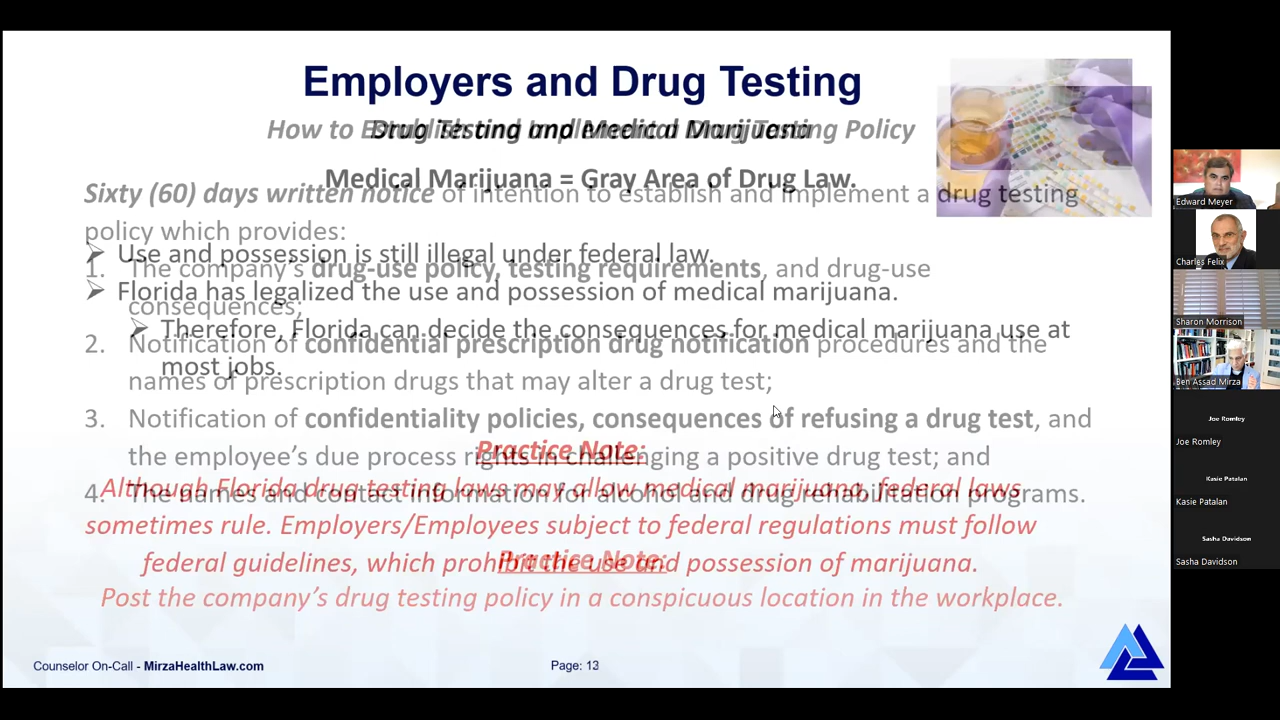 Employers and Drug Testing
How to Establish and Implement a Drug Testing Policy
Drug Testing and Medical Marijuana
Medical Marijuana = Gray Area of Drug Law.
Sixty (60) days written notice of intention to establish and implement a drug testing
policy which provides:
➢ Use and possession is still illegal under federal law.
1. The company's drug-use policy, testing requirements, and drug-use
➢ Florida has legalized the use and possession of medical marijuana.
consequences;
➢ Therefore, Florida can decide the consequences for medical marijuana use at
2. Notification of confidential prescription drug notification procedures and the
most jobs.
names of prescription drugs that may alter a drug test;
3. Notification of confidentiality policies, consequences of refusing a drug test, and
Practice Note:
the employee's due process rights in challenging a positive drug test; and
Although Florida drug testing laws may allow medical marijuana, federal laws
4. The names and contact information for alcohol and drug rehabilitation programs.
sometimes rule. Employers/Employees subject to federal regulations must follow
federal guidelines, which prohibit the use and possession of marijuana.
Practice Note:
Post the company's drug testing policy in a conspicuous location in the workplace.
Counselor On-Call - MirzaHealthLaw.com
Page: 13
Edward Meyer
Charles Felix
Sharon Morrison
Ben Assad Mirza
Joe Romley
Joe Romley
Kasie Patalan
Kasie Patalan
Sasha Davidson
Sasha Davidson